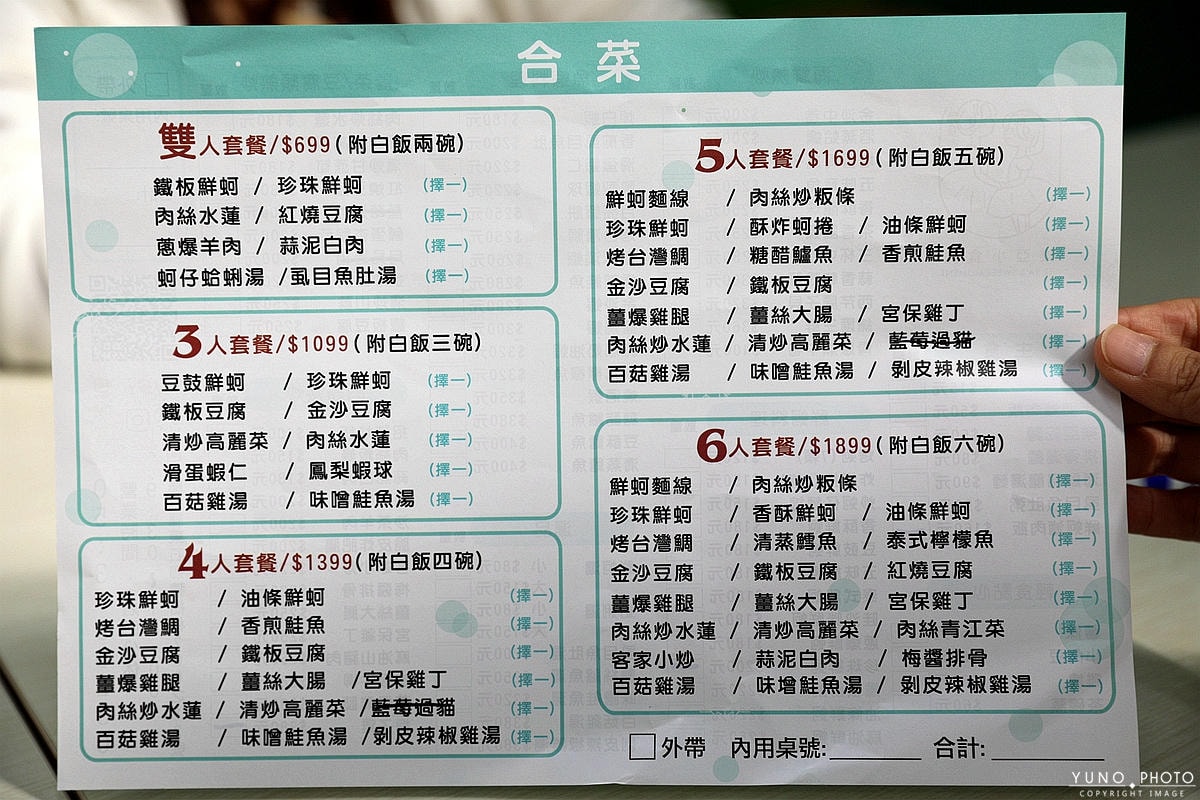 合菜
雙人套餐/$699(附白飯兩碗)
鐵板鮮蚵 / 珍珠鮮蚵 (擇一)
肉絲水蓮 / 紅燒豆腐 (擇一)
蔥爆羊肉 / 蒜泥白肉 (擇一)
蚵仔蛤蜊湯 /虱目魚肚湯 (擇一)
3人套餐/$1099(附白飯三碗)
豆鼓鮮蚵 / 珍珠鮮蚵 (擇一)
鐵板豆腐 / 金沙豆腐 (擇一)
清炒高麗菜 / 肉絲水蓮 (擇一)
滑蛋蝦仁 / 鳳梨蝦球 (擇一)
百菇雞湯 / 味噌鮭魚湯 (擇一)
4人套餐/$1399(附白飯四碗)
珍珠鮮蚵 / 油條鮮蚵 (擇一)
烤台灣鯛 / 香煎鮭魚 (擇一)
金沙豆腐 / 鐵板豆腐 (擇一)
薑爆雞腿 / 薑絲大腸 /宮保雞丁 (擇一)
肉絲炒水蓮 / 清炒高麗菜 /藍莓過貓 (擇一)
百菇雞湯 / 味噌鮭魚湯 /剝皮辣椒雞湯 (擇一)
5人套餐/$1699(附白飯五碗)
鮮蚵麵線 / 肉絲炒粄條 (擇一)
珍珠鮮蚵 / 酥炸蚵捲 / 油條鮮蚵 (擇一)
烤台灣鯛 / 糖醋鱸魚 / 香煎鮭魚 (擇一)
金沙豆腐 / 鐵板豆腐 (擇一)
薑爆雞腿 / 薑絲大腸 / 宮保雞丁 (擇一)
肉絲炒水蓮 / 清炒高麗菜 / 藍莓過貓 (擇一)
百菇雞湯 / 味噌鮭魚湯 / 剝皮辣椒雞湯 (擇一)
6人套餐/$1899(附白飯六碗)
鮮蚵麵線 / 肉絲炒粄條 (擇一)
珍珠鮮蚵 / 香酥鮮蚵 / 油條鮮蚵 (擇一)
烤台灣鯛 / 清蒸鱈魚 / 泰式檸檬魚 (擇一)
金沙豆腐 / 鐵板豆腐 / 紅燒豆腐 (擇一)
薑爆雞腿 / 薑絲大腸 / 宮保雞丁 (擇一)
肉絲炒水蓮 / 清炒高麗菜 / 肉絲青江菜 (擇一)
客家小炒 / 蒜泥白肉 / 梅醬排骨 (擇一)
百菇雞湯 / 味增鮭魚湯 / 剝皮辣椒雞湯 (擇一)
外帶 內用桌號: 合計:
YUNO PHOTO
COPYRIGHT IMAGE